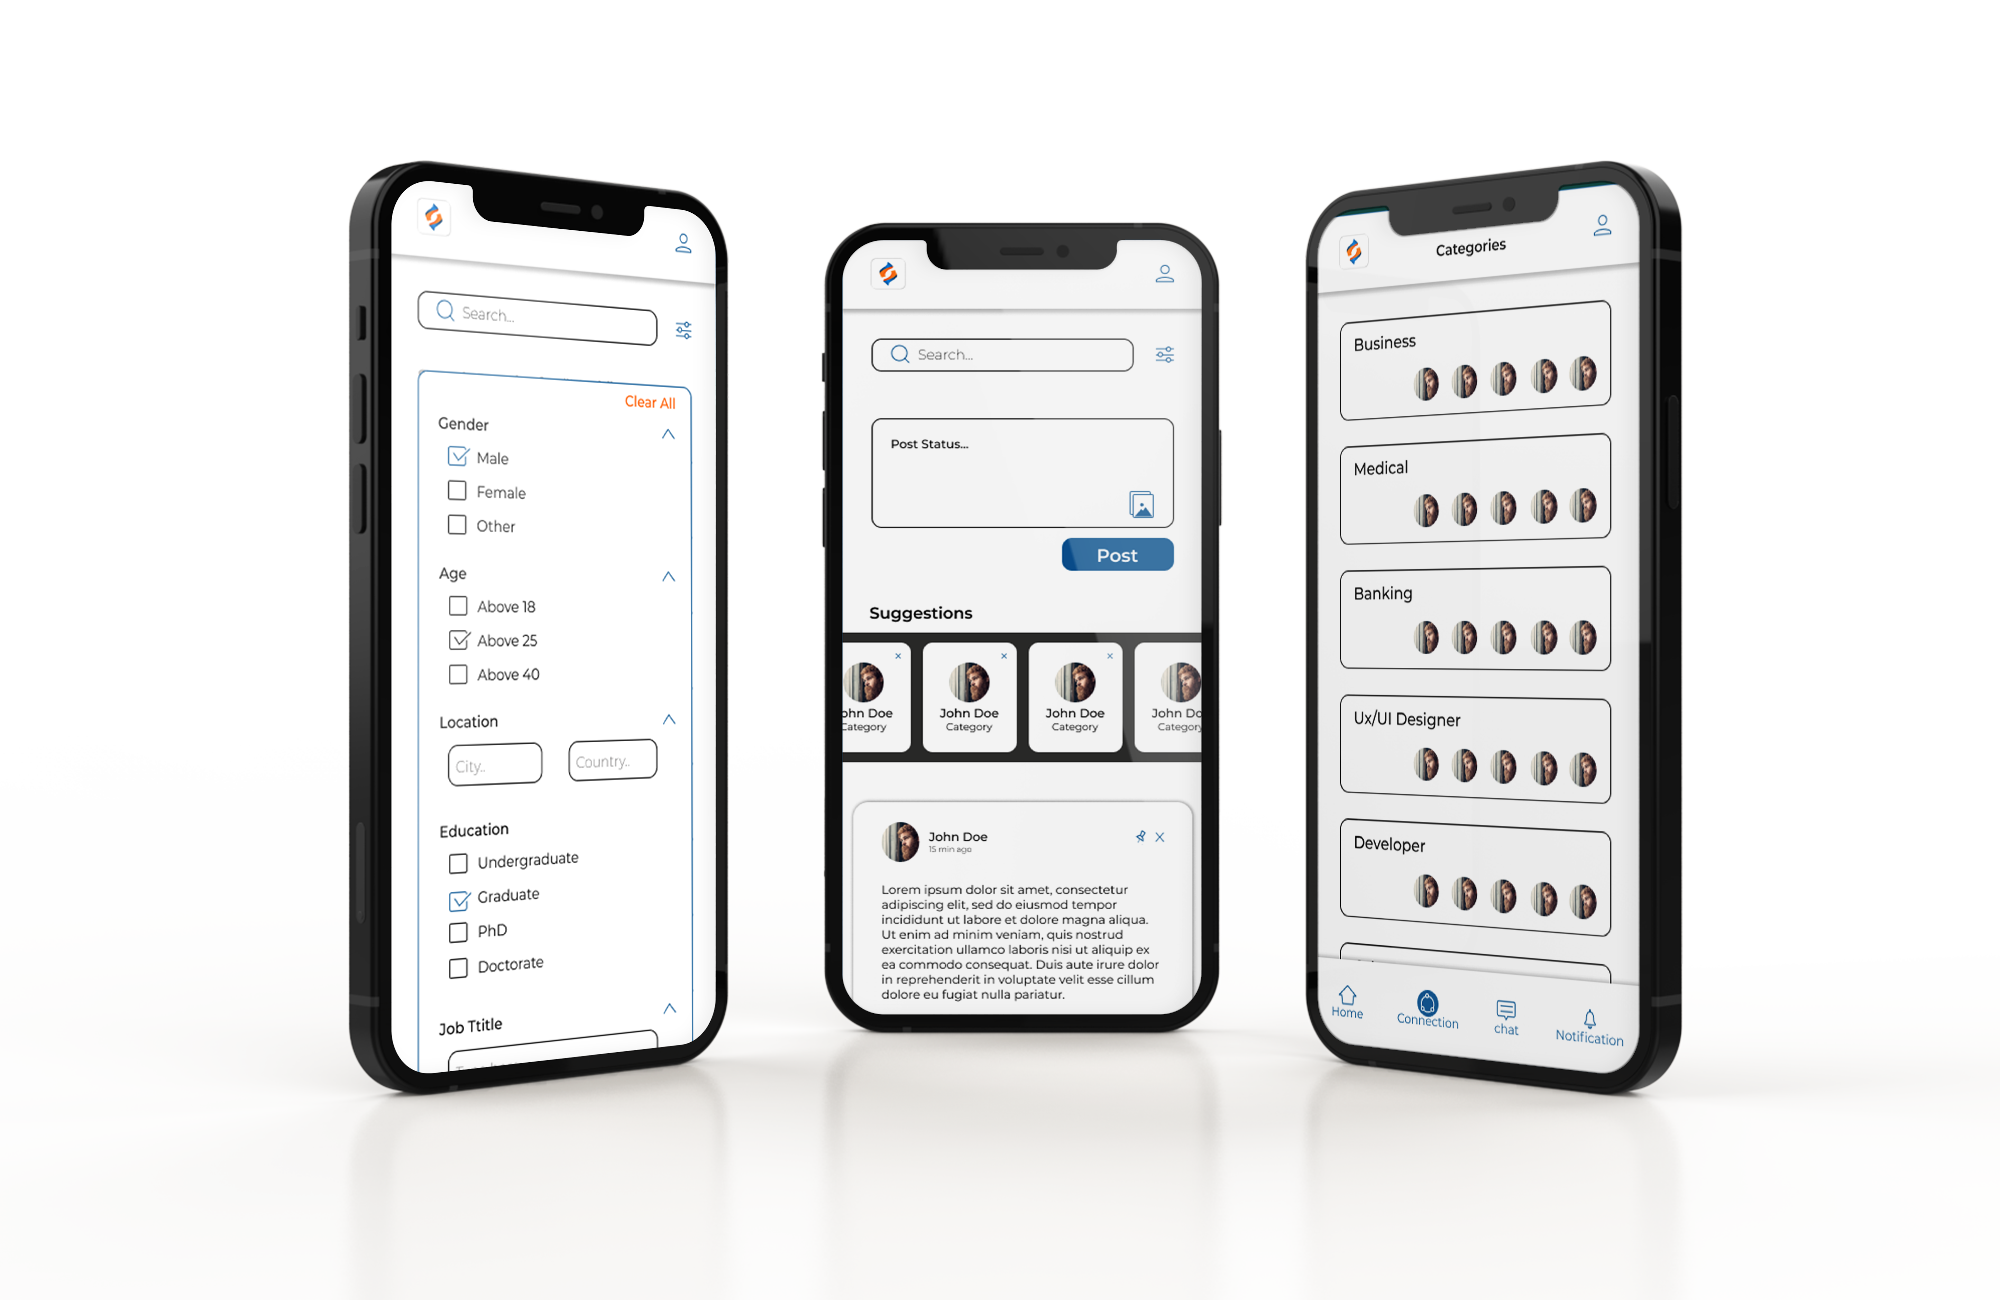 Search...
Clear All
Gender
Male
Female
Other
Age
Above 18
Above 25
Above 40
Location
City..
Country..
Education
Undergraduate
Graduate
PhD
Doctorate
Job Ttitle
Search...
Post Status...
Post
Suggestions
John Doe
Category
John Doe
Category
John Doe
Category
John Do
Category
John Doe
15 min ago
Lorem ipsum dolor sit amet, consectetur
adipiscing elit, sed do eiusmod tempor
incididunt ut labore et dolore magna aliqua.
Ut enim ad minim veniam, quis nostrud
exercitation ullamco laboris nisi ut aliquip ex
ea commodo consequat. Duis aute irure dolor
in reprehenderit in voluptate velit esse cillum
dolore eu fugiat nulla pariatur.
Categories
Business
Medical
Banking
Ux/UI Designer
Developer
Home
Connection
chat
Notification